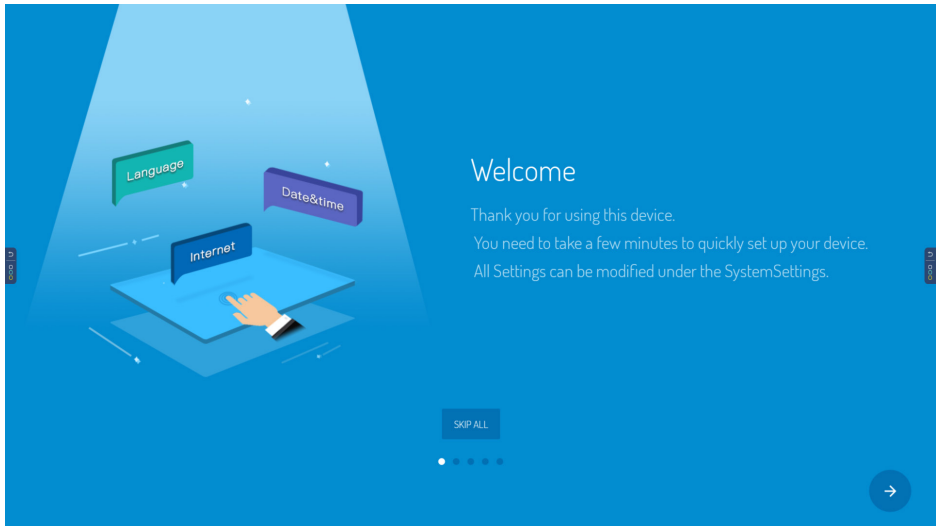 Language
Date&time
Internet
Welcome
Thank you for using this device.
You need to take a few minutes to quickly set up your device.
All Settings can be modified under the SystemSettings.
SKIP ALL